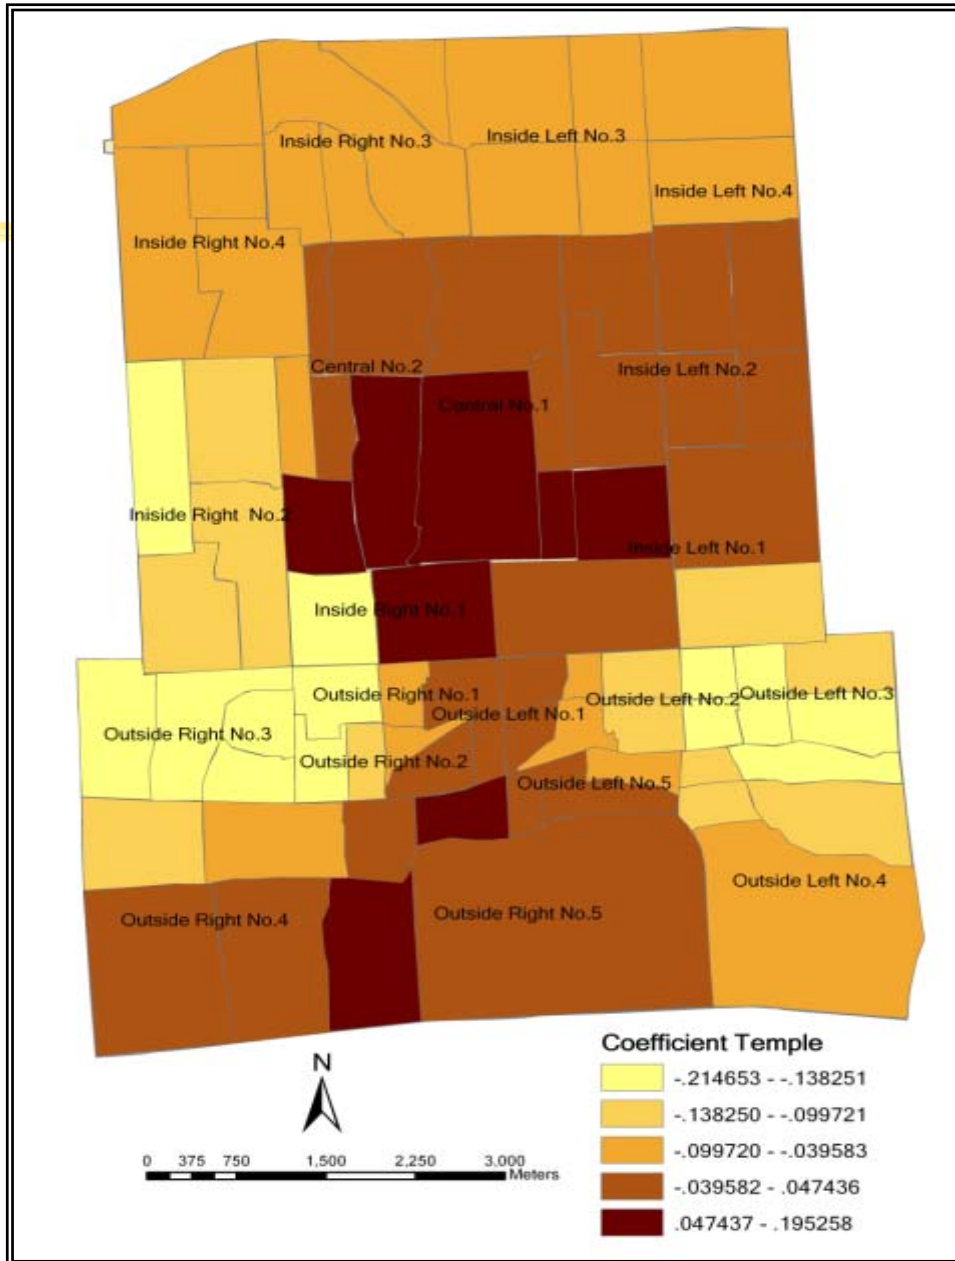 Inside Right No.3
Inside Left No.3
Inside Left No.4
Inside Right No.4
Central No.2
Inside Left No.2
Central No.1
Iniside Right No.2
Inside Left No.1
Inside Right No.1
Outside Right No.1
Outside Left No.2
Outside Left No.3
Outside Left No.1
Outside Right No.3
Outside Right No.2
Outside Left No.5
Outside Left No.4
Outside Right No.4
Outside Right No.5
Coefficient Temple
-.214653 - -.138251
-.138250 - -.099721
-.099720 - -.039583
-.039582 - .047436
.047437 - .195258
N
0 375 750 1,500 2,250 3,000
Meters